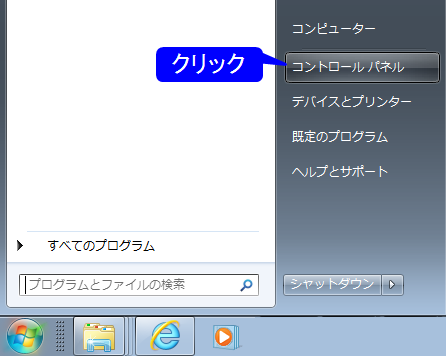 コンピューター
クリック
コントロール パネル
デバイスとプリンター
既定のプログラム
ヘルプとサポート
すべてのプログラム
プログラムとファイルの検索
シャットダウン